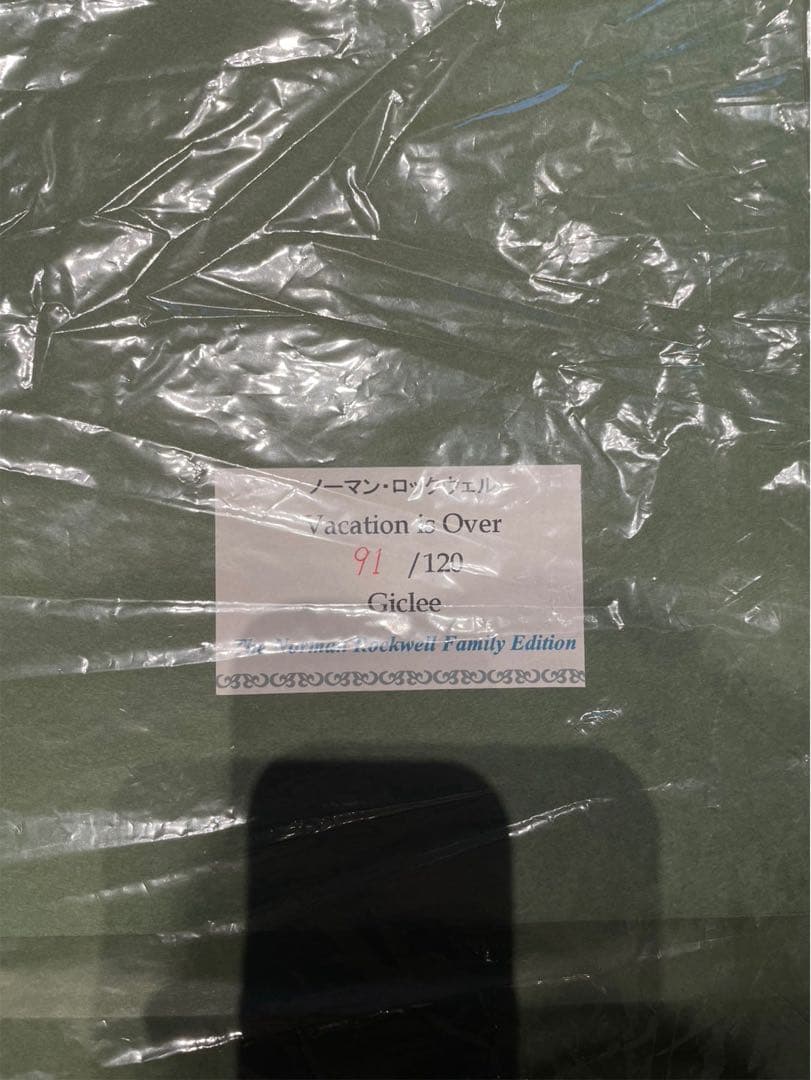 ノーマン・ロックウェル
Vacation is Over
91 /120
Giclee
The Norman Rockwell Family Edition